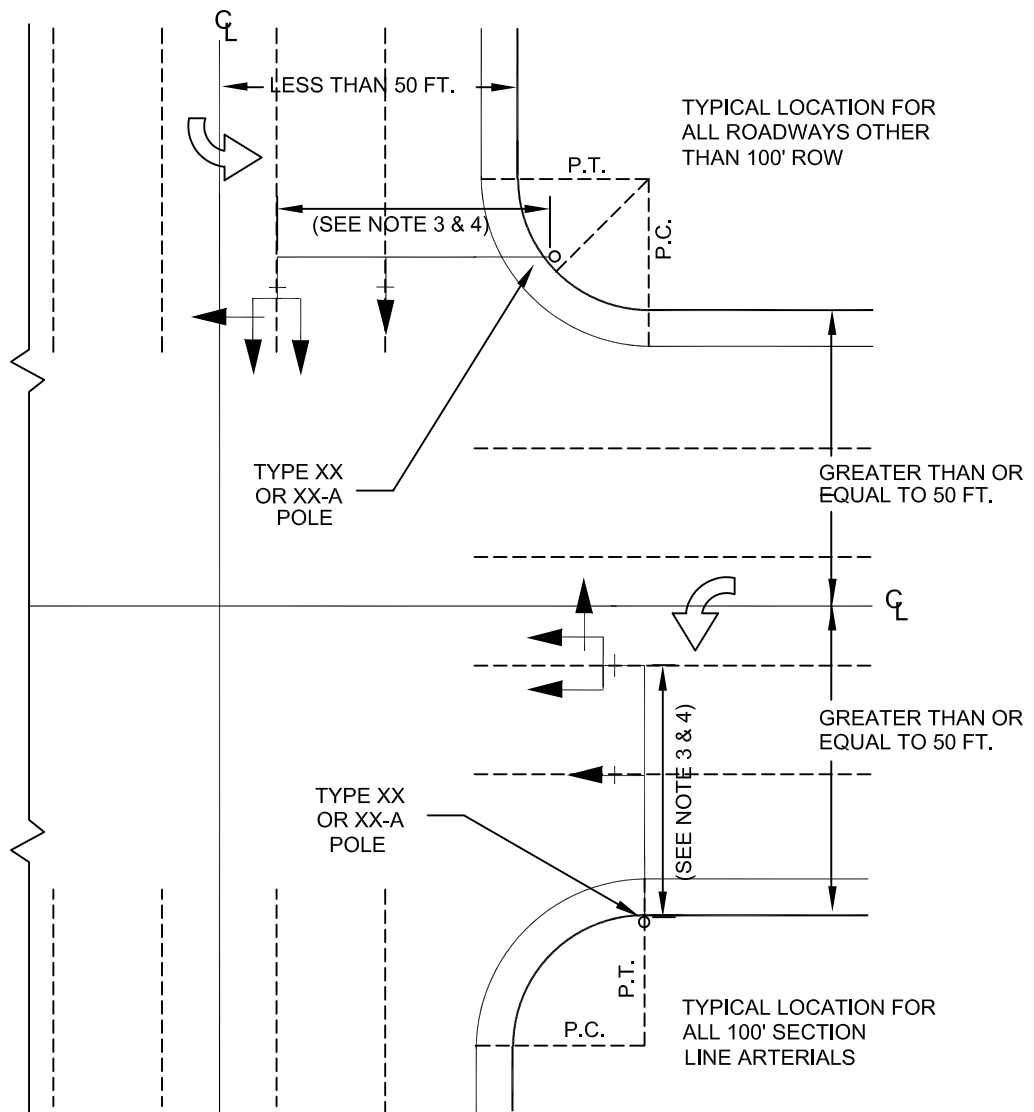 ℄
LESS THAN 50 FT.
TYPICAL LOCATION FOR
ALL ROADWAYS OTHER
THAN 100' ROW
P.T.
P.C.
(SEE NOTE 3 & 4)
TYPE XX
OR XX-A
POLE
GREATER THAN OR
EQUAL TO 50 FT.
℄
GREATER THAN OR
EQUAL TO 50 FT.
(SEE NOTE 3 & 4)
TYPE XX
OR XX-A
POLE
P.T.
P.C.
TYPICAL LOCATION FOR
ALL 100' SECTION
LINE ARTERIALS